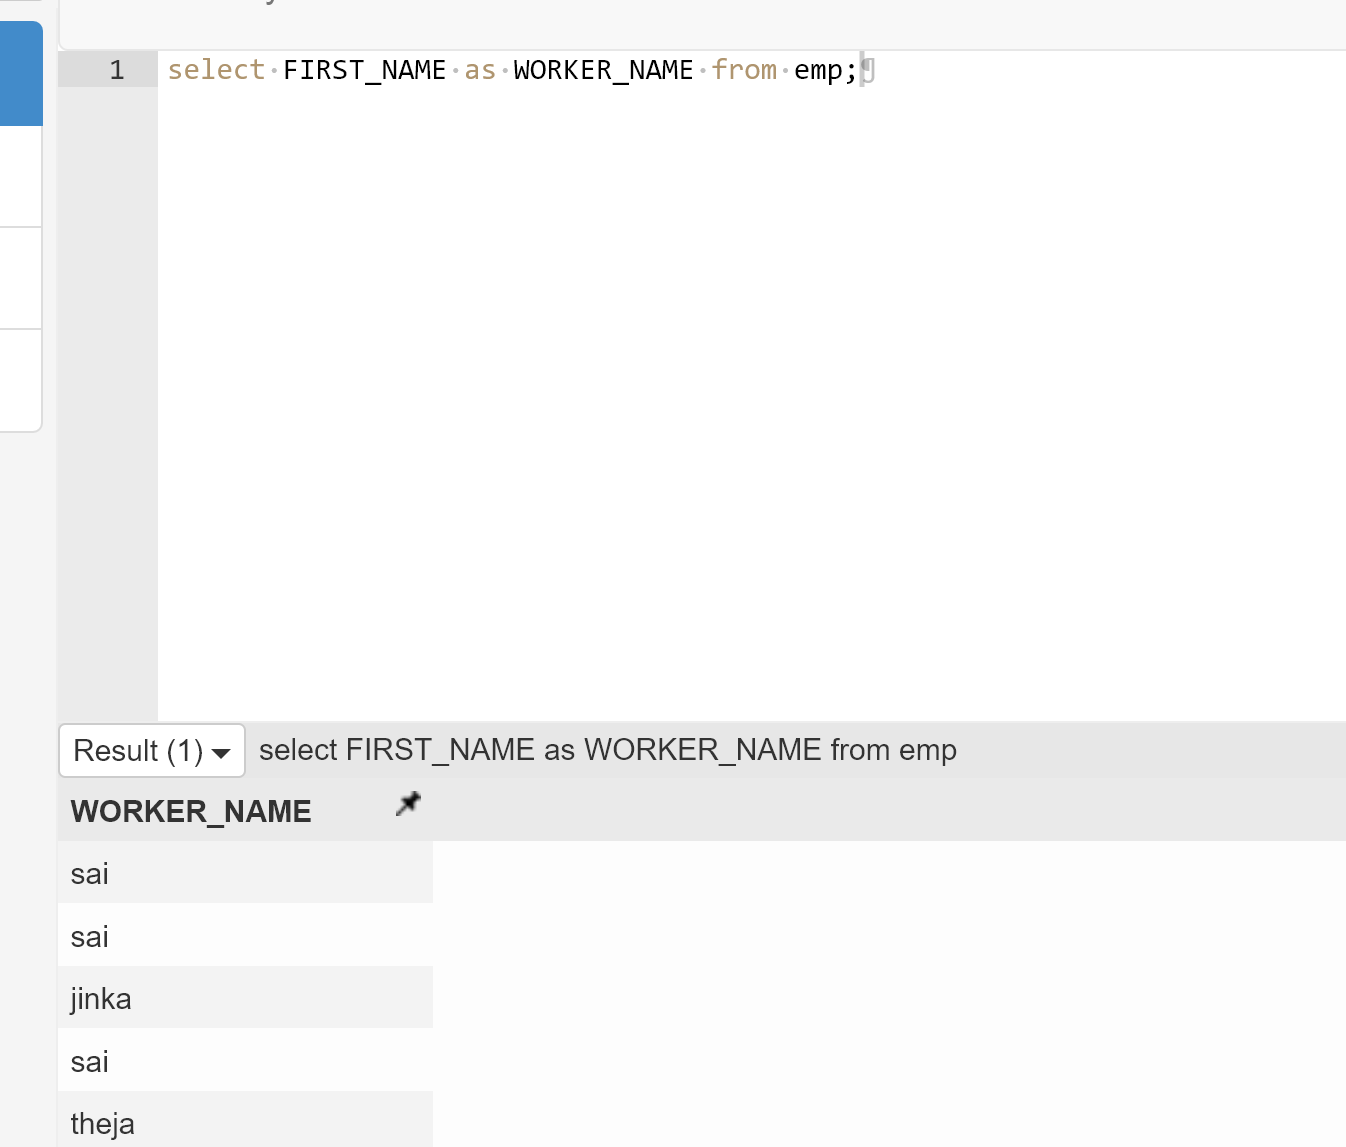 1 select FIRST_NAME as WORKER_NAME from emp;¶
Result (1) select FIRST_NAME as WORKER_NAME from emp
WORKER_NAME
sai
sai
jinka
sai
theja